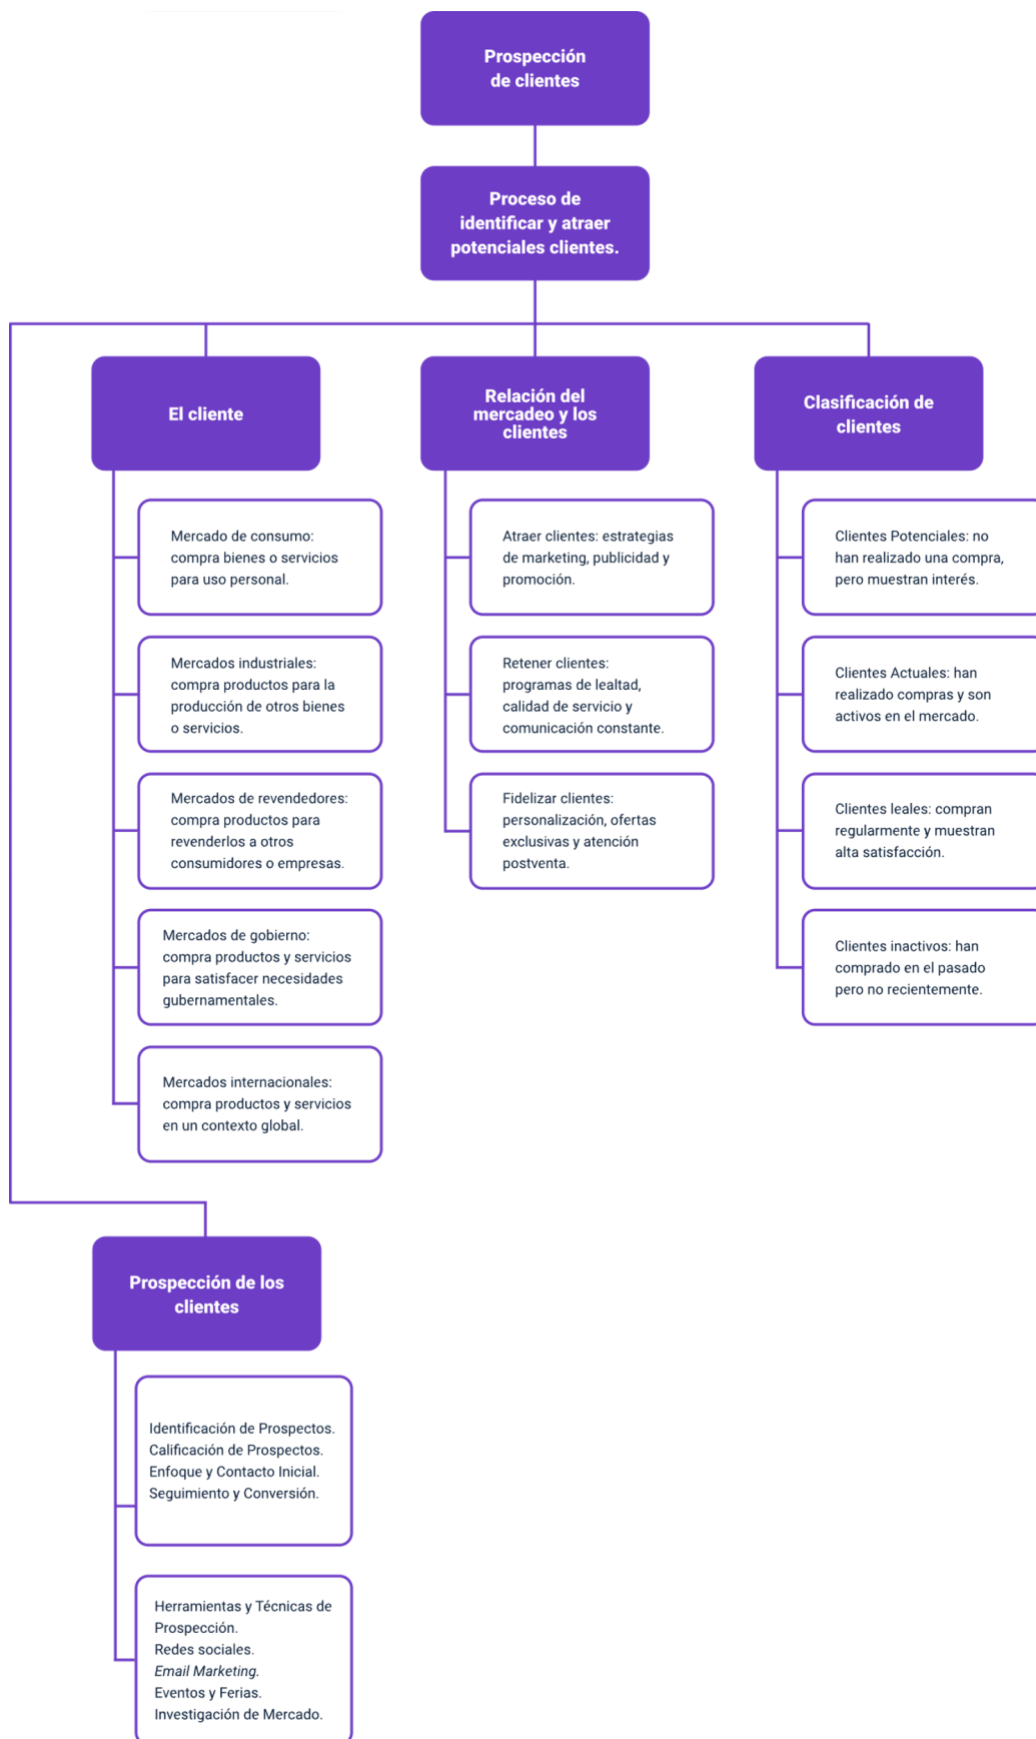 Prospección
de clientes
Proceso de
identificar y atraer
potenciales clientes.
El cliente
Mercado de consumo:
compra bienes o servicios
para uso personal.
Mercados industriales:
compra productos para la
producción de otros bienes
o servicios.
Mercados de revendedores:
compra productos para
revenderlos a otros
consumidores o empresas.
Mercados de gobierno:
compra productos y servicios
para satisfacer necesidades
gubernamentales.
Mercados internacionales:
compra productos y servicios
en un contexto global.
Relación del
mercadeo y los
clientes
Atraer clientes: estrategias
de marketing, publicidad y
promoción.
Retener clientes:
programas de lealtad,
calidad de servicio y
comunicación constante.
Fidelizar clientes:
personalización, ofertas
exclusivas y atención
postventa.
Clasificación de
clientes
Clientes Potenciales: no
han realizado una compra,
pero muestran interés.
Clientes Actuales: han
realizado compras y son
activos en el mercado.
Clientes leales: compran
regularmente y muestran
alta satisfacción.
Clientes inactivos: han
comprado en el pasado
pero no recientemente.
Prospección de los
clientes
Identificación de Prospectos.
Calificación de Prospectos.
Enfoque y Contacto Inicial.
Seguimiento y Conversión.
Herramientas y Técnicas de
Prospección.
Redes sociales.
Email Marketing.
Eventos y Ferias.
Investigación de Mercado.